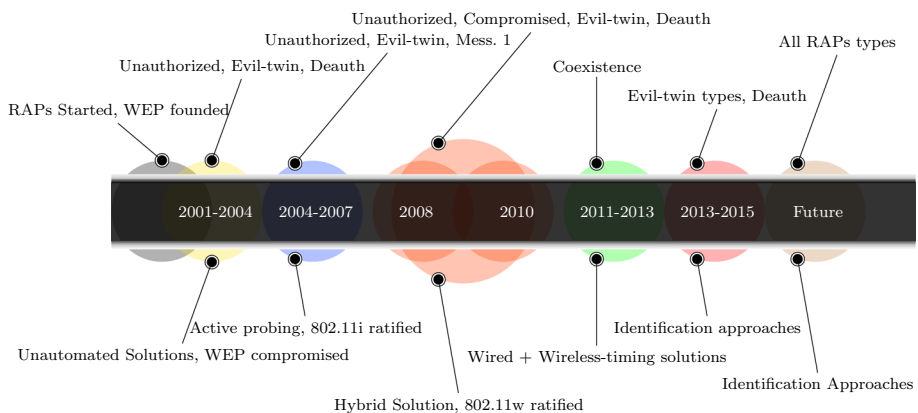 Unauthorized, Compromised, Evil-twin, Deauth
Unauthorized, Evil-twin, Mess. 1
All RAPs types
Unauthorized, Evil-twin, Deauth
Coexistence
RAPs Started, WEP founded
Evil-twin types, Deauth
2001-2004
2004-2007
2008
2010
2011-2013
2013-2015
Future
Active probing, 802.11i ratified
Identification approaches
Unautomated Solutions, WEP compromised
Wired + Wireless-timing solutions
Identification Approaches
Hybrid Solution, 802.11w ratified